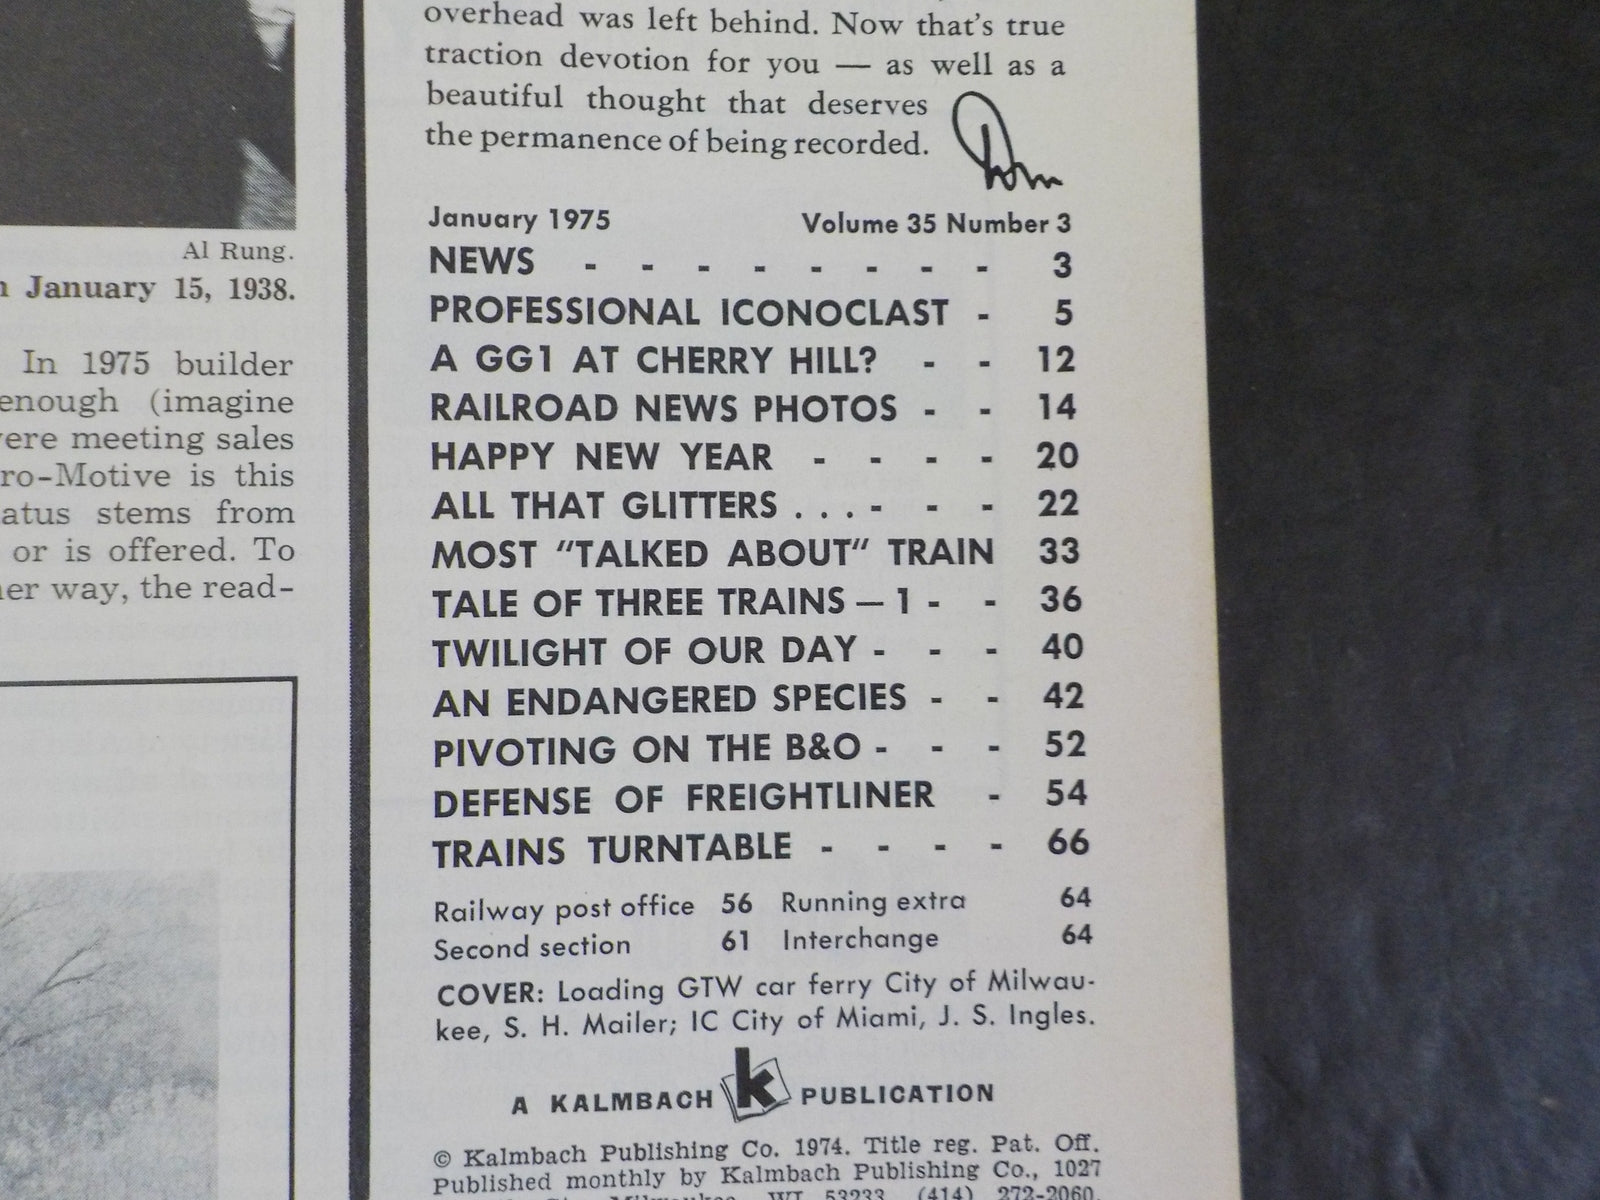 Al Rung.
January 15, 1938.
In 1975 builder
enough (imagine
were meeting sales
ro-Motive is this
atus stems from
or is offered. To
er way, the read-
overhead was left behind. Now that's true
traction devotion for you — as well as a
beautiful thought that deserves
the permanence of being recorded.
January 1975 Volume 35 Number 3
NEWS - - - - - - - - 3
PROFESSIONAL ICONOCLAST - 5
A GG1 AT CHERRY HILL? - - 12
RAILROAD NEWS PHOTOS - - 14
HAPPY NEW YEAR - - - - 20
ALL THAT GLITTERS . . . - - - 22
MOST "TALKED ABOUT" TRAIN 33
TALE OF THREE TRAINS — 1 - - 36
TWILIGHT OF OUR DAY - - - 40
AN ENDANGERED SPECIES - - 42
PIVOTING ON THE B&O - - - 52
DEFENSE OF FREIGHTLINER - 54
TRAINS TURNTABLE - - - - 66
Railway post office 56 Running extra 64
Second section 61 Interchange 64
COVER: Loading GTW car ferry City of Milwau-
kee, S. H. Mailer; IC City of Miami, J. S. Ingles.
A KALMBACH k PUBLICATION
© Kalmbach Publishing Co. 1974. Title reg. Pat. Off.
Published monthly by Kalmbach Publishing Co., 1027
Milwaukee, WI 53233. (414) 272-2060.